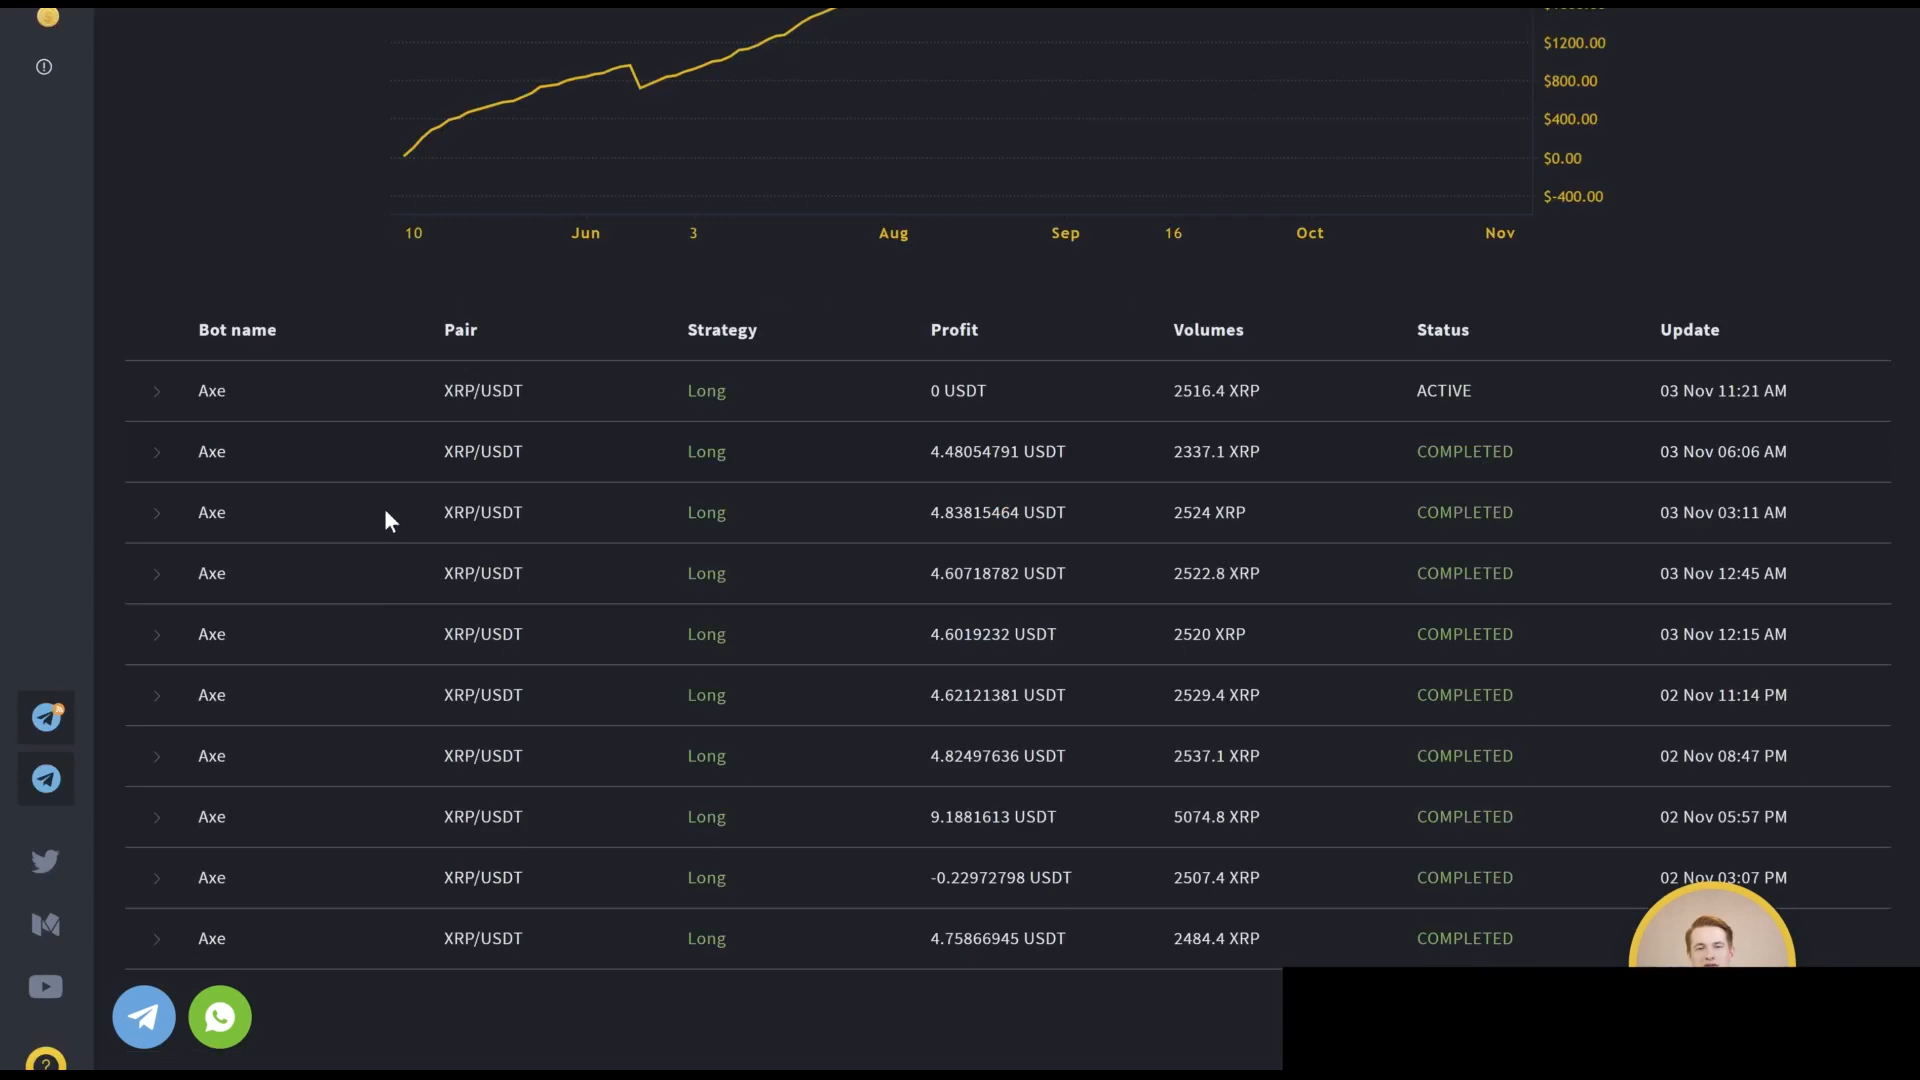 $1200.00
$800.00
$400.00
$0.00
$-400.00
10 Jun 3 Aug Sep 16 Oct Nov
Bot name Pair Strategy Profit Volumes Status Update
Axe XRP/USDT Long 0 USDT 2516.4 XRP ACTIVE 03 Nov 11:21 AM
Axe XRP/USDT Long 4.48054791 USDT 2337.1 XRP COMPLETED 03 Nov 06:06 AM
Axe XRP/USDT Long 4.83815464 USDT 2524 XRP COMPLETED 03 Nov 03:11 AM
Axe XRP/USDT Long 4.60718782 USDT 2522.8 XRP COMPLETED 03 Nov 12:45 AM
Axe XRP/USDT Long 4.6019232 USDT 2520 XRP COMPLETED 03 Nov 12:15 AM
Axe XRP/USDT Long 4.62121381 USDT 2529.4 XRP COMPLETED 02 Nov 11:14 PM
Axe XRP/USDT Long 4.82497636 USDT 2537.1 XRP COMPLETED 02 Nov 08:47 PM
Axe XRP/USDT Long 9.1881613 USDT 5074.8 XRP COMPLETED 02 Nov 05:57 PM
Axe XRP/USDT Long -0.22972798 USDT 2507.4 XRP COMPLETED 02 Nov 03:07 PM
Axe XRP/USDT Long 4.75866945 USDT 2484.4 XRP COMPLETED
?